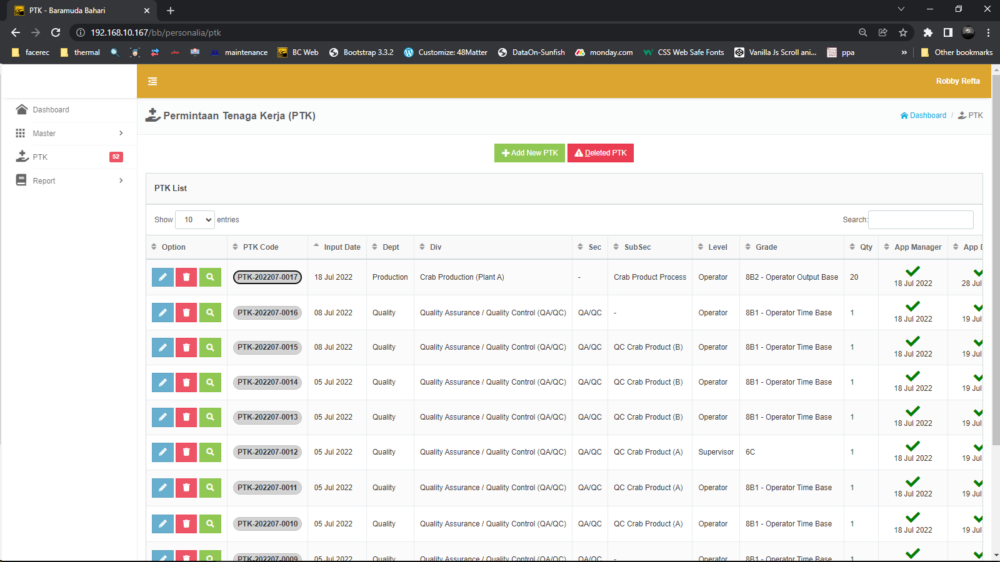 PTK - Baramuda Bahari
192.168.10.167/bb/personalia/ptk
facerec thermal maintenance BC Web Bootstrap 3.3.2 Customize: 48Matter DataOn-Sunfish monday.com CSS Web Safe Fonts Vanilla Js Scroll ani... ppa » Other bookmarks
Robby Refta
Dashboard
Master
PTK 52
Report
Permintaan Tenaga Kerja (PTK)
Dashboard / PTK
Add New PTK Deleted PTK
PTK List
Show 10 entries Search:
Option PTK Code Input Date Dept Div Sec SubSec Level Grade Qty App Manager App D
PTK-202207-0017 18 Jul 2022 Production Crab Production (Plant A) - Crab Product Process Operator 8B2 - Operator Output Base 20 18 Jul 2022 28 Jul
PTK-202207-0016 08 Jul 2022 Quality Quality Assurance / Quality Control (QA/QC) QA/QC - Operator 8B1 - Operator Time Base 1 18 Jul 2022 19 Jul
PTK-202207-0015 08 Jul 2022 Quality Quality Assurance / Quality Control (QA/QC) QA/QC QC Crab Product (B) Operator 8B1 - Operator Time Base 1 18 Jul 2022 19 Jul
PTK-202207-0014 05 Jul 2022 Quality Quality Assurance / Quality Control (QA/QC) QA/QC QC Crab Product (B) Operator 8B1 - Operator Time Base 1 18 Jul 2022 19 Jul
PTK-202207-0013 05 Jul 2022 Quality Quality Assurance / Quality Control (QA/QC) QA/QC QC Crab Product (B) Operator 8B1 - Operator Time Base 1 18 Jul 2022 19 Jul
PTK-202207-0012 05 Jul 2022 Quality Quality Assurance / Quality Control (QA/QC) QA/QC QC Crab Product (A) Supervisor 6C 1 18 Jul 2022 19 Jul
PTK-202207-0011 05 Jul 2022 Quality Quality Assurance / Quality Control (QA/QC) QA/QC QC Crab Product (A) Operator 8B1 - Operator Time Base 1 18 Jul 2022 19 Jul
PTK-202207-0010 05 Jul 2022 Quality Quality Assurance / Quality Control (QA/QC) QA/QC QC Crab Product (A) Operator 8B1 - Operator Time Base 1 18 Jul 2022 19 Jul
PTK-202207-0009 05 Jul 2022 Quality Quality Assurance / Quality Control (QA/QC) QA/QC - Operator 8B1 - Operator Time Base 1